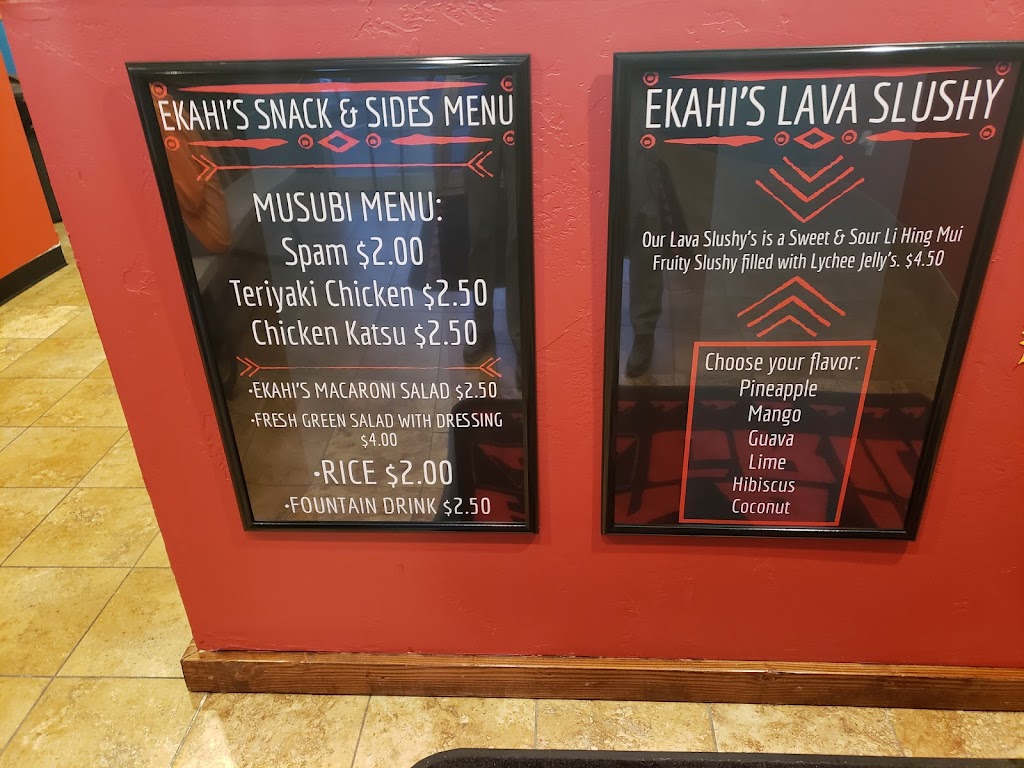 EKAHI'S SNACK & SIDES MENU
MUSUBI MENU:
Spam $2.00
Teriyaki Chicken $2.50
Chicken Katsu $2.50
•EKAHI'S MACARONI SALAD $2.50
•FRESH GREEN SALAD WITH DRESSING
$4.00
•RICE $2.00
•FOUNTAIN DRINK $2.50
EKAHI'S LAVA SLUSHY
Our Lava Slushy's is a Sweet & Sour Li Hing Mui
Fruity Slushy filled with Lychee Jelly's. $4.50
Choose your flavor:
Pineapple
Mango
Guava
Lime
Hibiscus
Coconut